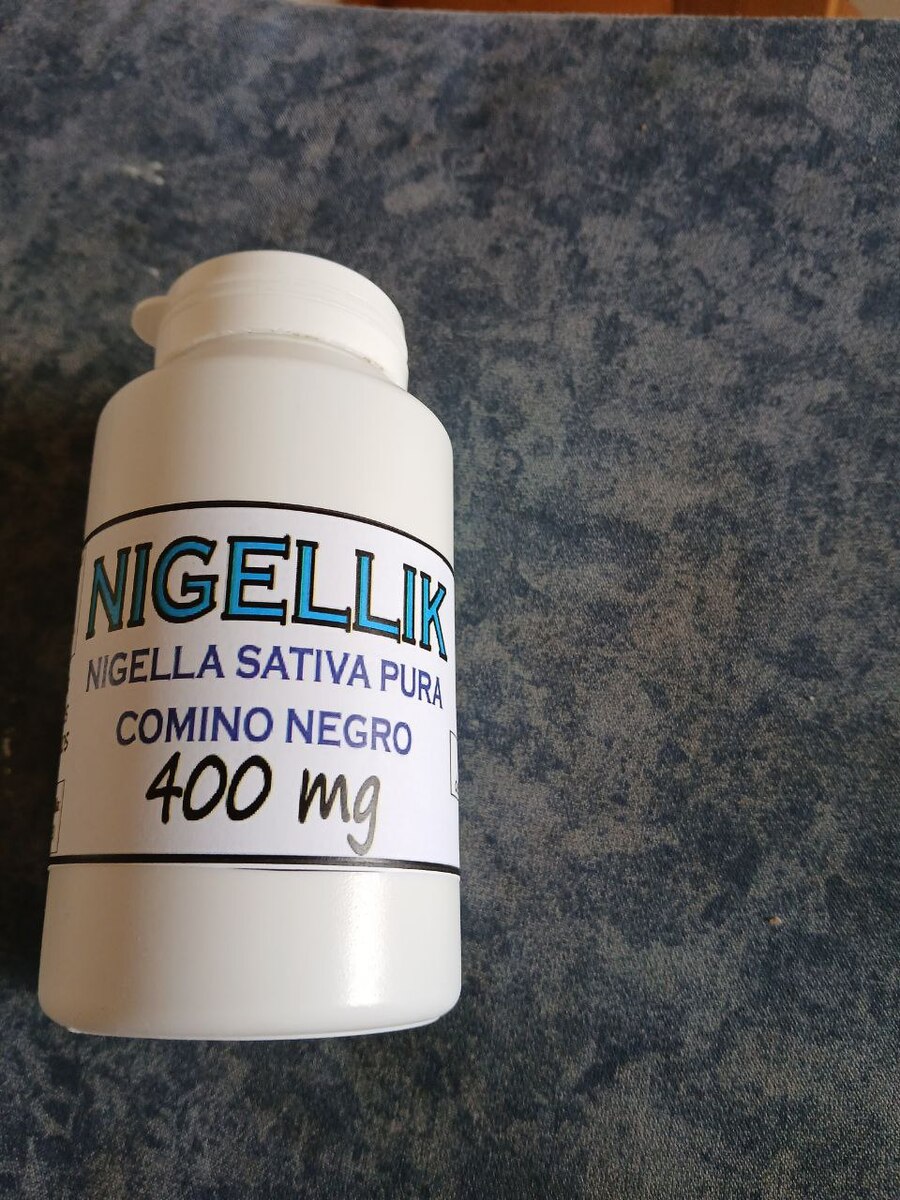 NIGELLIK
NIGELLA SATIVA PURA
COMINO NEGRO
400 mg